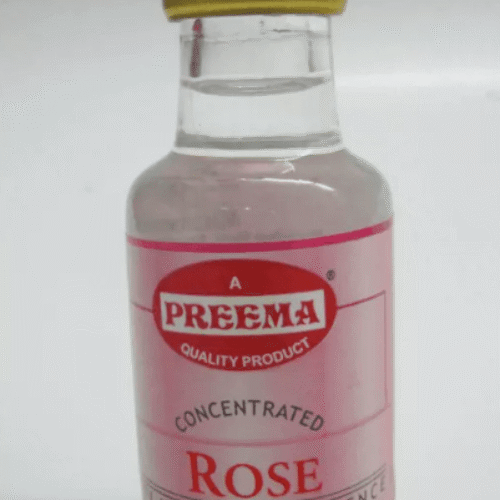 A
PREEMA ®
QUALITY PRODUCT
CONCENTRATED
ROSE